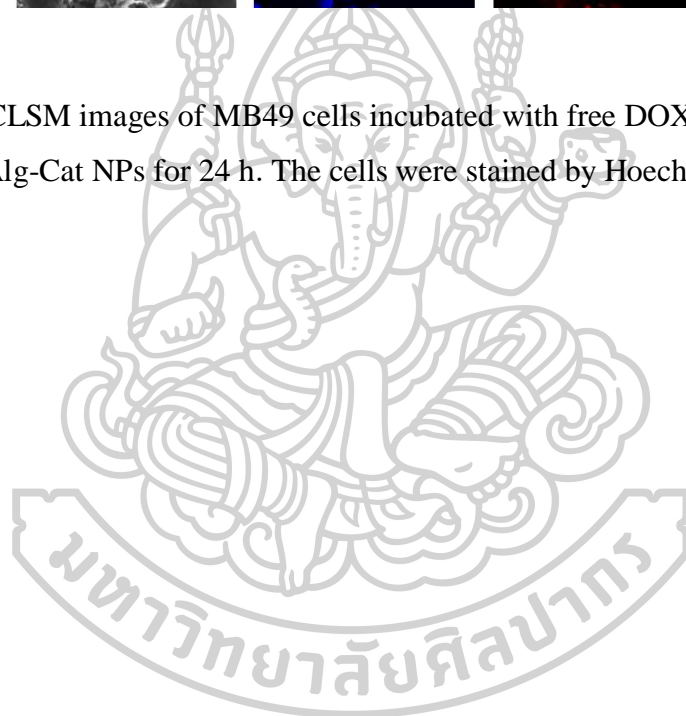 CLSM images of MB49 cells incubated with free DOX
Alg-Cat NPs for 24 h. The cells were stained by Hoech
มหาวิทยาลัยศิลปากร